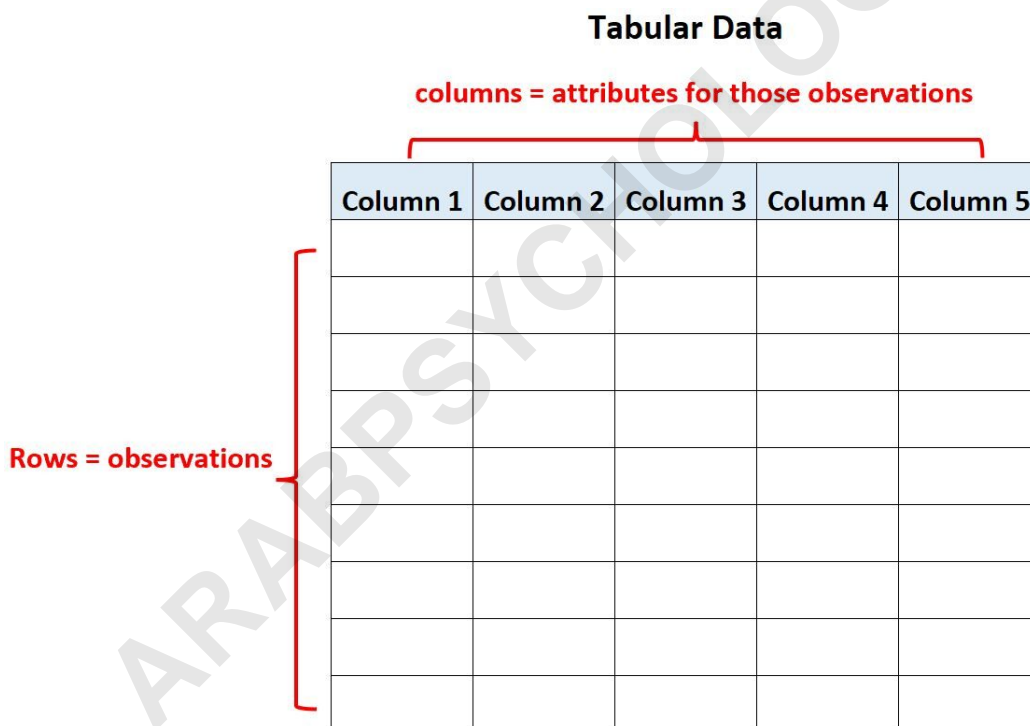 Tabular Data
columns = attributes for those observations
Column 1 Column 2 Column 3 Column 4 Column 5
Rows = observations
ARABPSYCHOLO